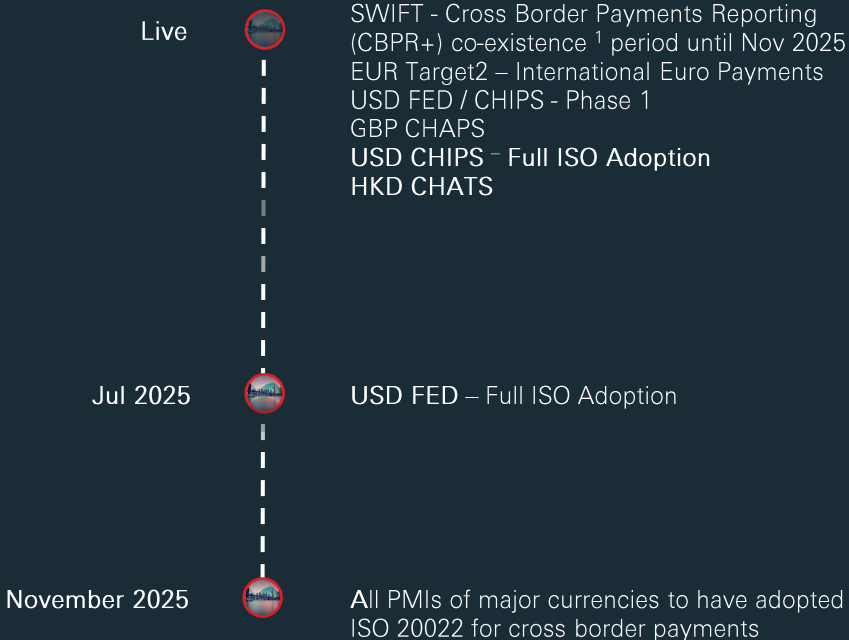 Live
SWIFT - Cross Border Payments Reporting
(CBPR+) co-existence ¹ period until Nov 2025
EUR Target2 – International Euro Payments
USD FED / CHIPS - Phase 1
GBP CHAPS
USD CHIPS – Full ISO Adoption
HKD CHATS
Jul 2025
USD FED – Full ISO Adoption
November 2025
All PMIs of major currencies to have adopted
ISO 20022 for cross border payments